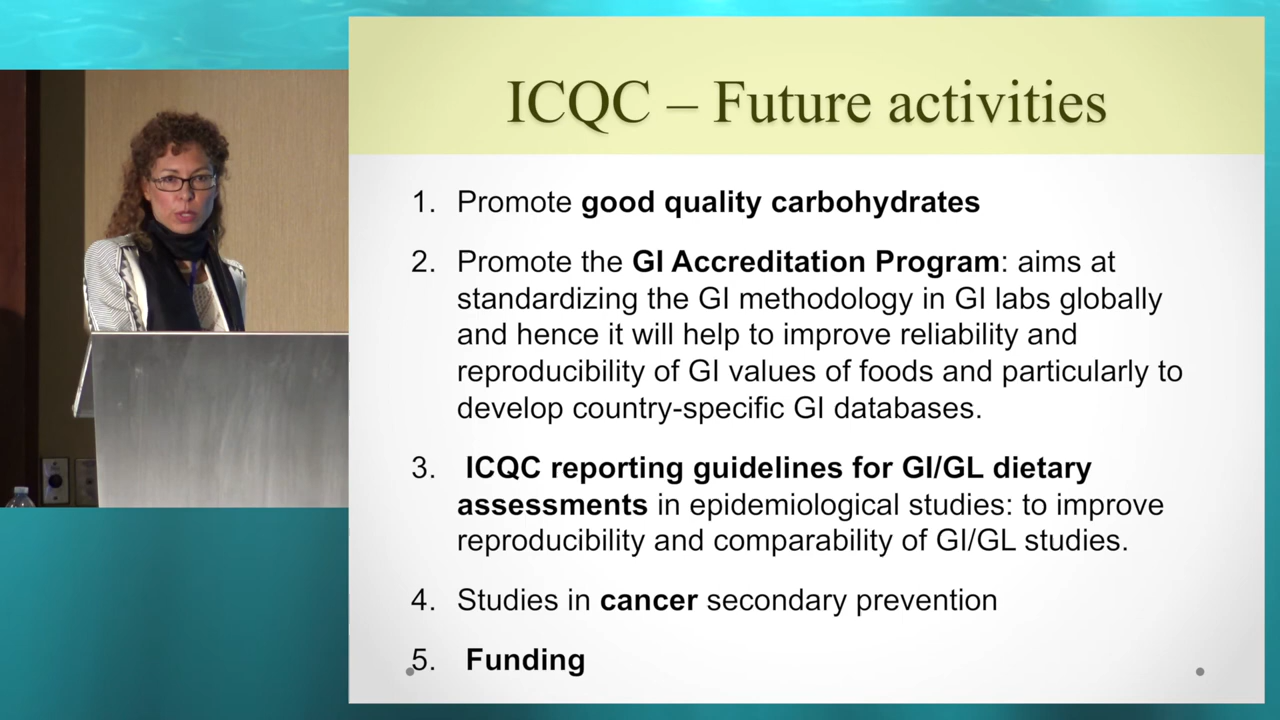 ICQC – Future activities
1. Promote good quality carbohydrates
2. Promote the GI Accreditation Program: aims at
standardizing the GI methodology in GI labs globally
and hence it will help to improve reliability and
reproducibility of GI values of foods and particularly to
develop country-specific GI databases.
3. ICQC reporting guidelines for GI/GL dietary
assessments in epidemiological studies: to improve
reproducibility and comparability of GI/GL studies.
4. Studies in cancer secondary prevention
5. Funding